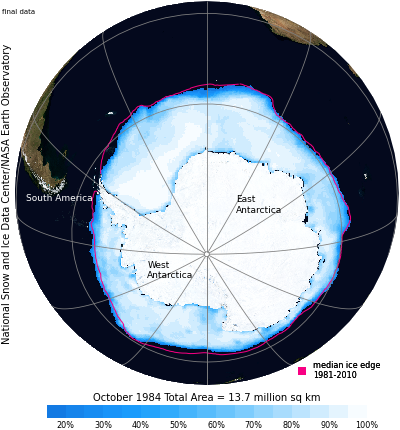 final data
National Snow and Ice Data Center/NASA Earth Observatory
South America
East
Antarctica
West
Antarctica
median ice edge
1981-2010
October 1984 Total Area = 13.7 million sq km
20% 30% 40% 50% 60% 70% 80% 90% 100%